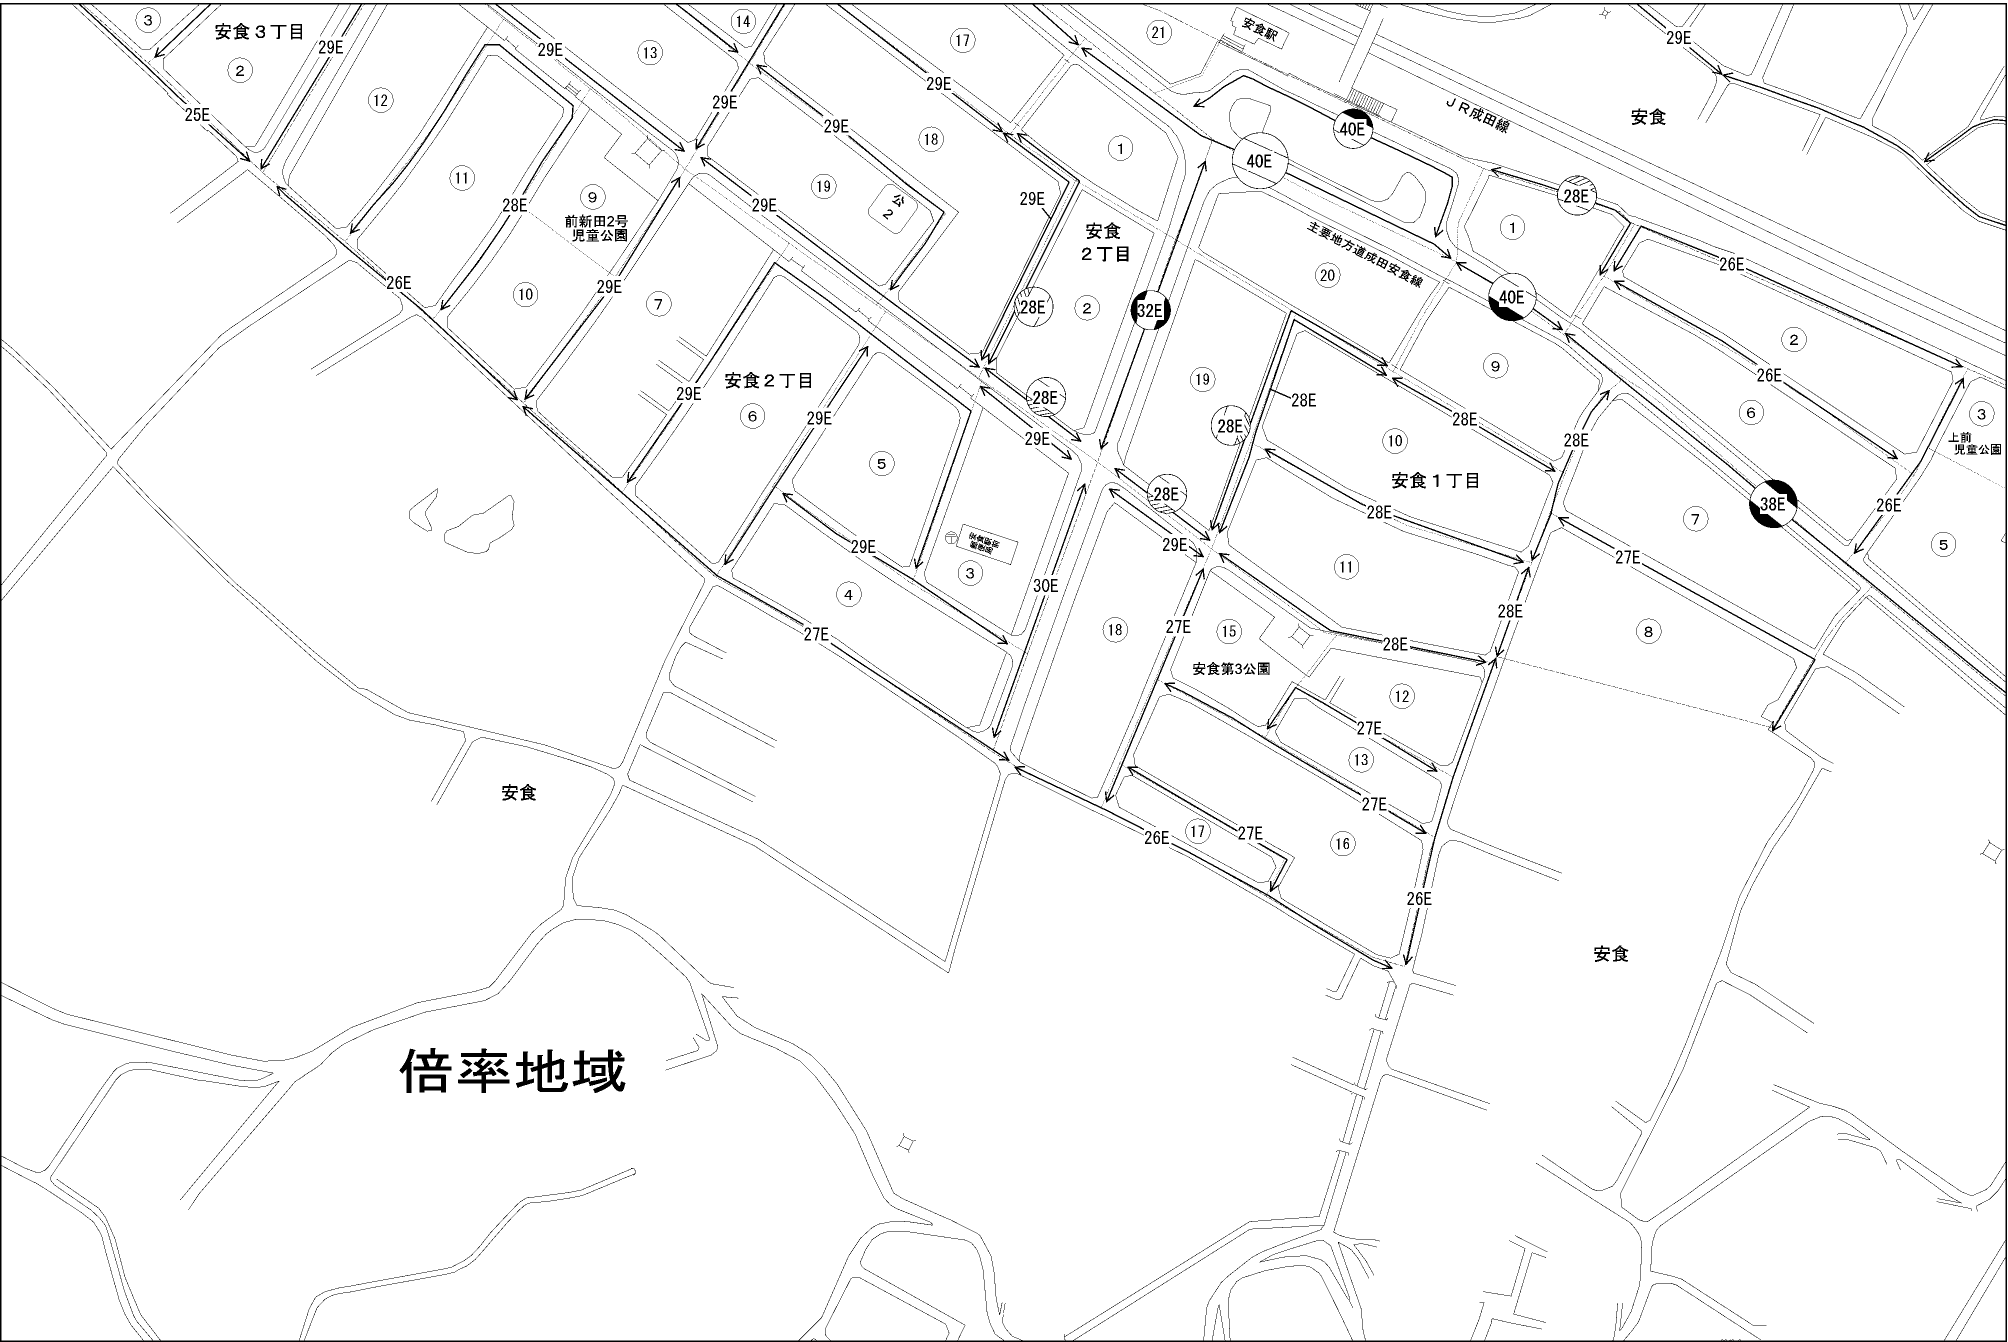 ③
安食３丁目
29E
②
25E
29E
⑫
⑬
⑭
29E
29E
⑰
29E
⑱
⑲
公
2
29E
㉑
安食駅
ＪＲ成田線
安食
29E
①
40E
40E
28E
①
26E
⑪
28E
⑨
前新田2号
児童公園
26E
⑩
29E
⑦
29E
28E
安食
２丁目
②
32E
主要地方道成田安食線
⑳
40E
②
26E
29E
安食２丁目
⑥
29E
28E
29E
⑲
28E
28E
⑨
28E
⑩
28E
⑥
③
上前
児童公園
⑤
29E
③
④
30E
28E
29E
安食１丁目
28E
38E
⑦
26E
⑤
27E
⑪
28E
⑧
27E
⑱
27E
⑮
安食第3公園
28E
⑫
27E
⑬
27E
安食
26E
⑰
27E
⑯
26E
安食
倍率地域